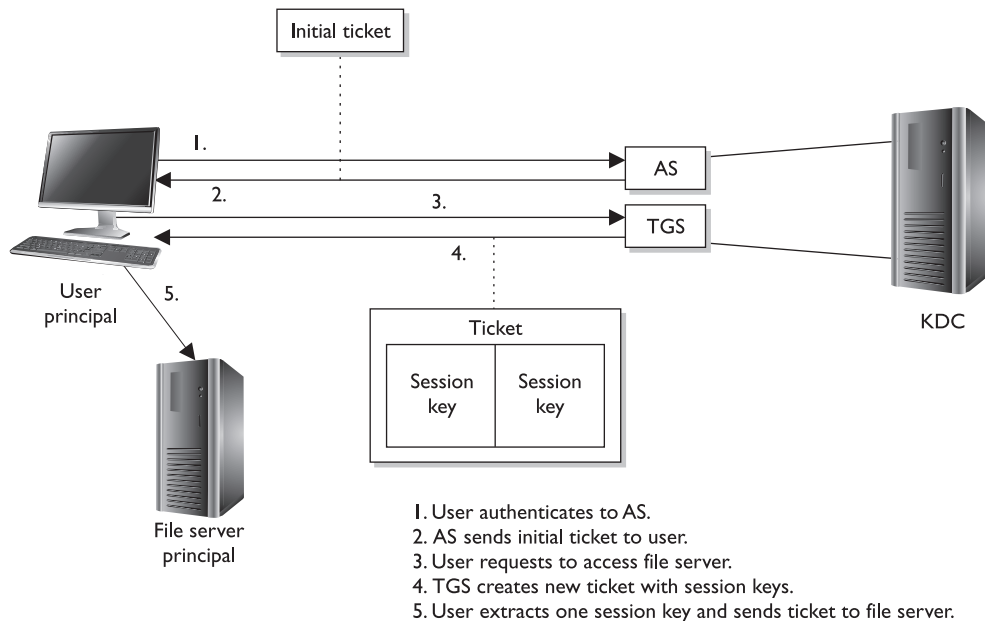 Initial ticket
1.
2.
3.
4.
AS
TGS
User
principal
5.
KDC
Ticket
Session
key
Session
key
File server
principal
1. User authenticates to AS.
2. AS sends initial ticket to user.
3. User requests to access file server.
4. TGS creates new ticket with session keys.
5. User extracts one session key and sends ticket to file server.